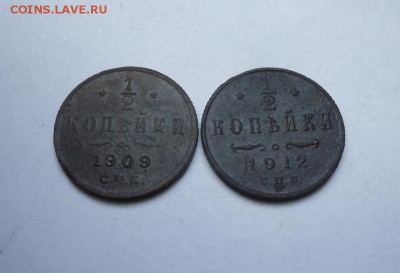 COINS.LAVE.RU
1/2
КОПѢЙКИ
1909
С.П.Б.
1/2
КОПѢЙКИ
1912
С.П.Б.